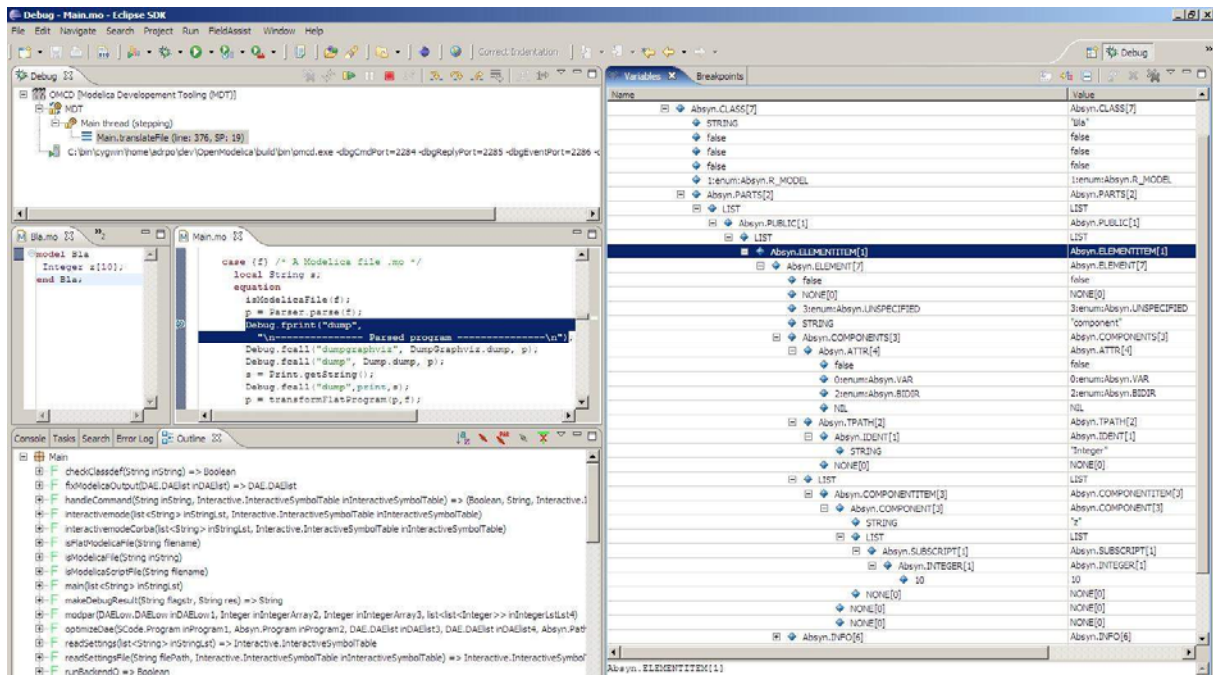 Debug - Main.mo - Eclipse SDK
File Edit Navigate Search Project Run FieldAssist Window Help
Correct Indentation
Debug
Debug
OMCD [Modelica Developement Tooling (MDT)]
MDT
Main thread (stepping)
Main.translateFile (line: 376, SP: 19)
C:\bin\cygwin\home\adrpo\dev\OpenModelica\build\bin\omcd.exe -dbgCmdPort=2284 -dbgReplyPort=2285 -dbgEventPort=2286 -c
Bla.mo
model Bla
Integer z[10];
end Bla;
Main.mo
case (f) /* A Modelica file .mo */
local String s;
equation
isModelicaFile(f);
p = Parser.parse(f);
Debug.fprint("dump",
"\n--------------- Parsed program ---------------\n");
Debug.fcall("dumpgraphviz", DumpGraphviz.dump, p);
Debug.fcall("dump", Dump.dump, p);
s = Print.getString();
Debug.fcall("dump",print,s);
p = transformFlatProgram(p,f);
Console Tasks Search Error Log Outline
Main
checkClassdef(String inString) => Boolean
fixModelicaOutput(DAE.DAElist inDAElist) => DAE.DAElist
handleCommand(String inString, Interactive.InteractiveSymbolTable inInteractiveSymbolTable) => (Boolean, String, Interactive.I
interactivemode(list<String> inStringLst, Interactive.InteractiveSymbolTable inInteractiveSymbolTable)
interactivemodeCorba(list<String> inStringLst, Interactive.InteractiveSymbolTable inInteractiveSymbolTable)
isFlatModelicaFile(String filename)
isModelicaFile(String inString)
isModelicaScriptFile(String filename)
main(list<String> inStringLst)
makeDebugResult(String flagstr, String res) => String
modpar(DAELow.DAELow inDAELow1, Integer inIntegerArray2, Integer inIntegerArray3, list<list<Integer>> inIntegerLstLst4)
optimizeDae(SCode.Program inProgram1, Absyn.Program inProgram2, DAE.DAElist inDAElist3, DAE.DAElist inDAElist4, Absyn.Path
readSettings(list<String> inStringLst) => Interactive.InteractiveSymbolTable
readSettingsFile(String filePath, Interactive.InteractiveSymbolTable inInteractiveSymbolTable) => Interactive.InteractiveSymbol
runBackendQ => Boolean
Variables Breakpoints
Name Value
Absyn.CLASS[7] Absyn.CLASS[7]
STRING "Bla"
false false
false false
false false
1:enum:Absyn.R_MODEL 1:enum:Absyn.R_MODEL
Absyn.PARTS[2] Absyn.PARTS[2]
LIST LIST
Absyn.PUBLIC[1] Absyn.PUBLIC[1]
LIST LIST
Absyn.ELEMENTITEM[1] Absyn.ELEMENTITEM[1]
Absyn.ELEMENT[7] Absyn.ELEMENT[7]
false false
NONE[0] NONE[0]
3:enum:Absyn.UNSPECIFIED 3:enum:Absyn.UNSPECIFIED
STRING "component"
Absyn.COMPONENTS[3] Absyn.COMPONENTS[3]
Absyn.ATTR[4] Absyn.ATTR[4]
false false
0:enum:Absyn.VAR 0:enum:Absyn.VAR
2:enum:Absyn.BIDIR 2:enum:Absyn.BIDIR
NIL NIL
Absyn.TPATH[2] Absyn.TPATH[2]
Absyn.IDENT[1] Absyn.IDENT[1]
STRING "Integer"
NONE[0] NONE[0]
LIST LIST
Absyn.COMPONENTITEM[3] Absyn.COMPONENTITEM[3]
Absyn.COMPONENT[3] Absyn.COMPONENT[3]
STRING "z"
LIST LIST
Absyn.SUBSCRIPT[1] Absyn.SUBSCRIPT[1]
Absyn.INTEGER[1] Absyn.INTEGER[1]
10 10
NONE[0] NONE[0]
NONE[0] NONE[0]
NONE[0] NONE[0]
Absyn.INFO[6] Absyn.INFO[6]
Absyn.ELEMENTITEM[1]